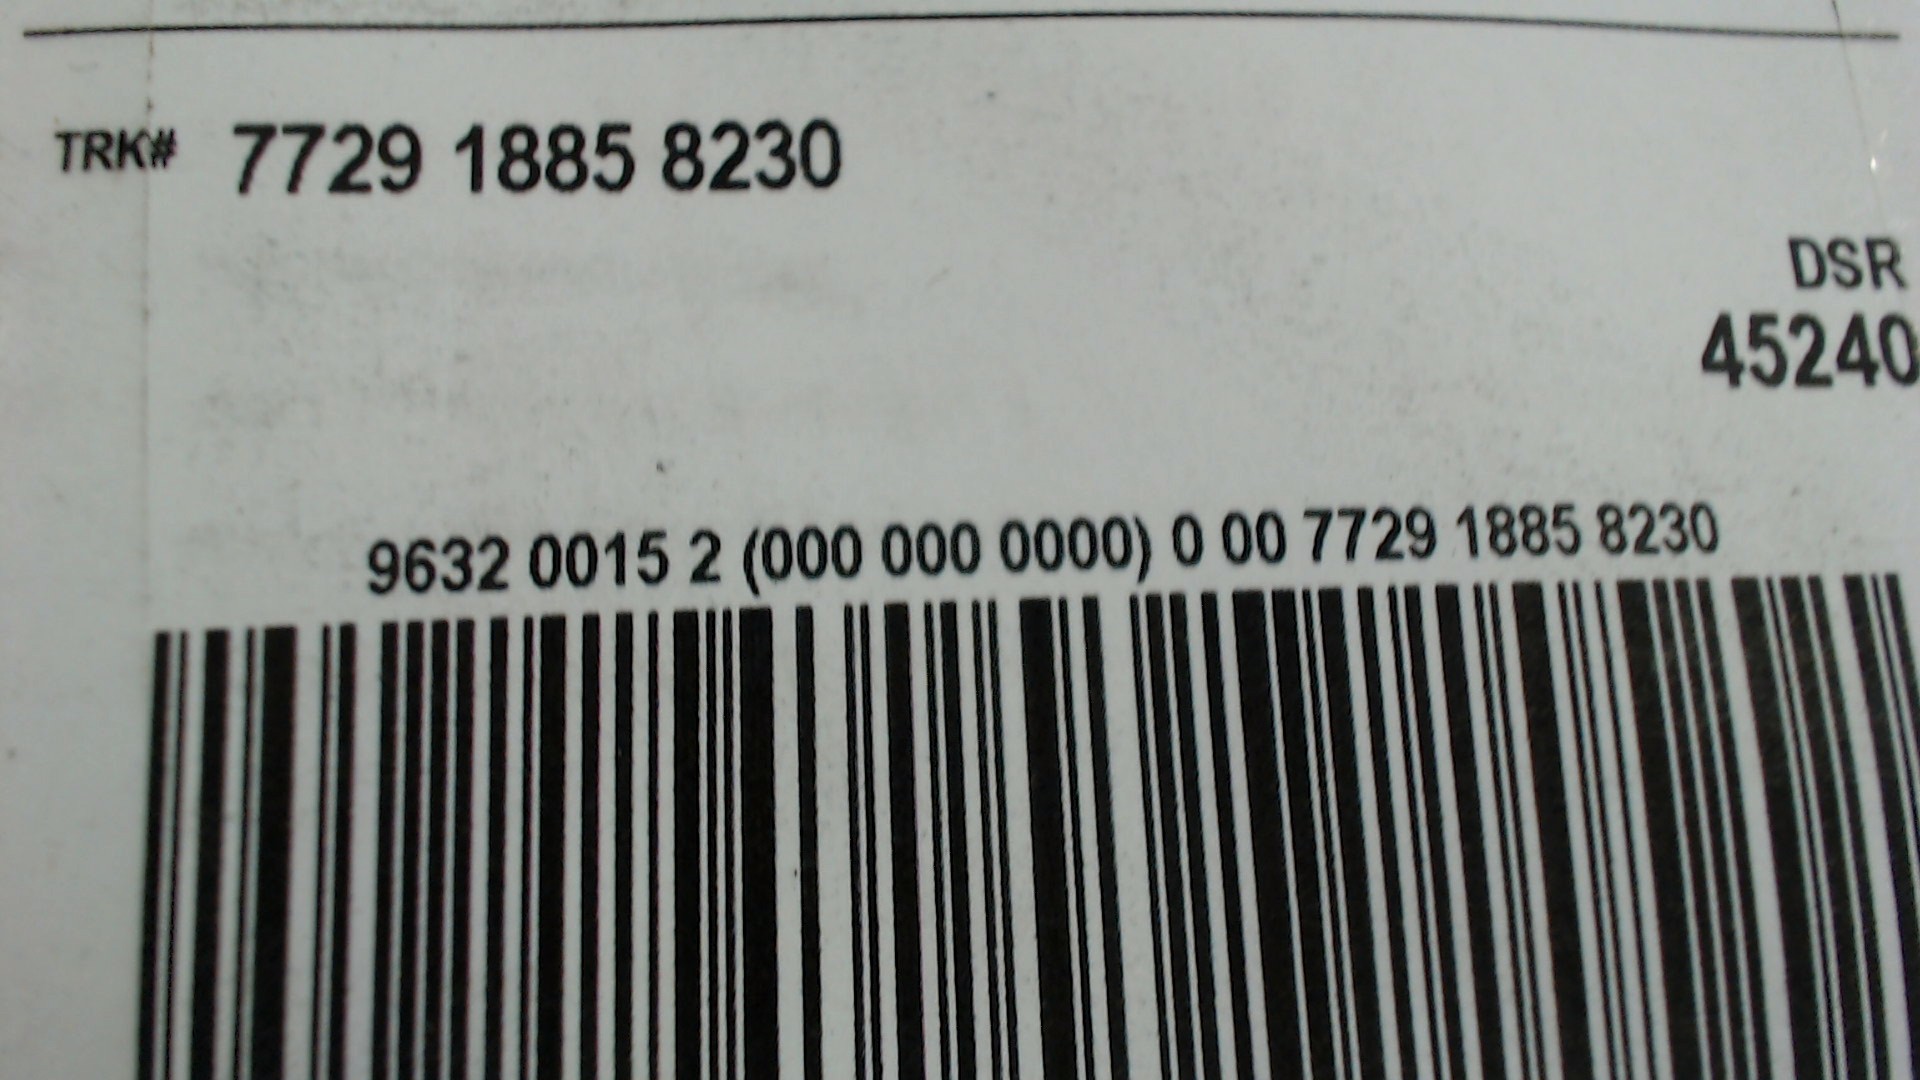 TRK# 7729 1885 8230
DSR
45240
9632 0015 2 (000 000 0000) 0 00 7729 1885 8230